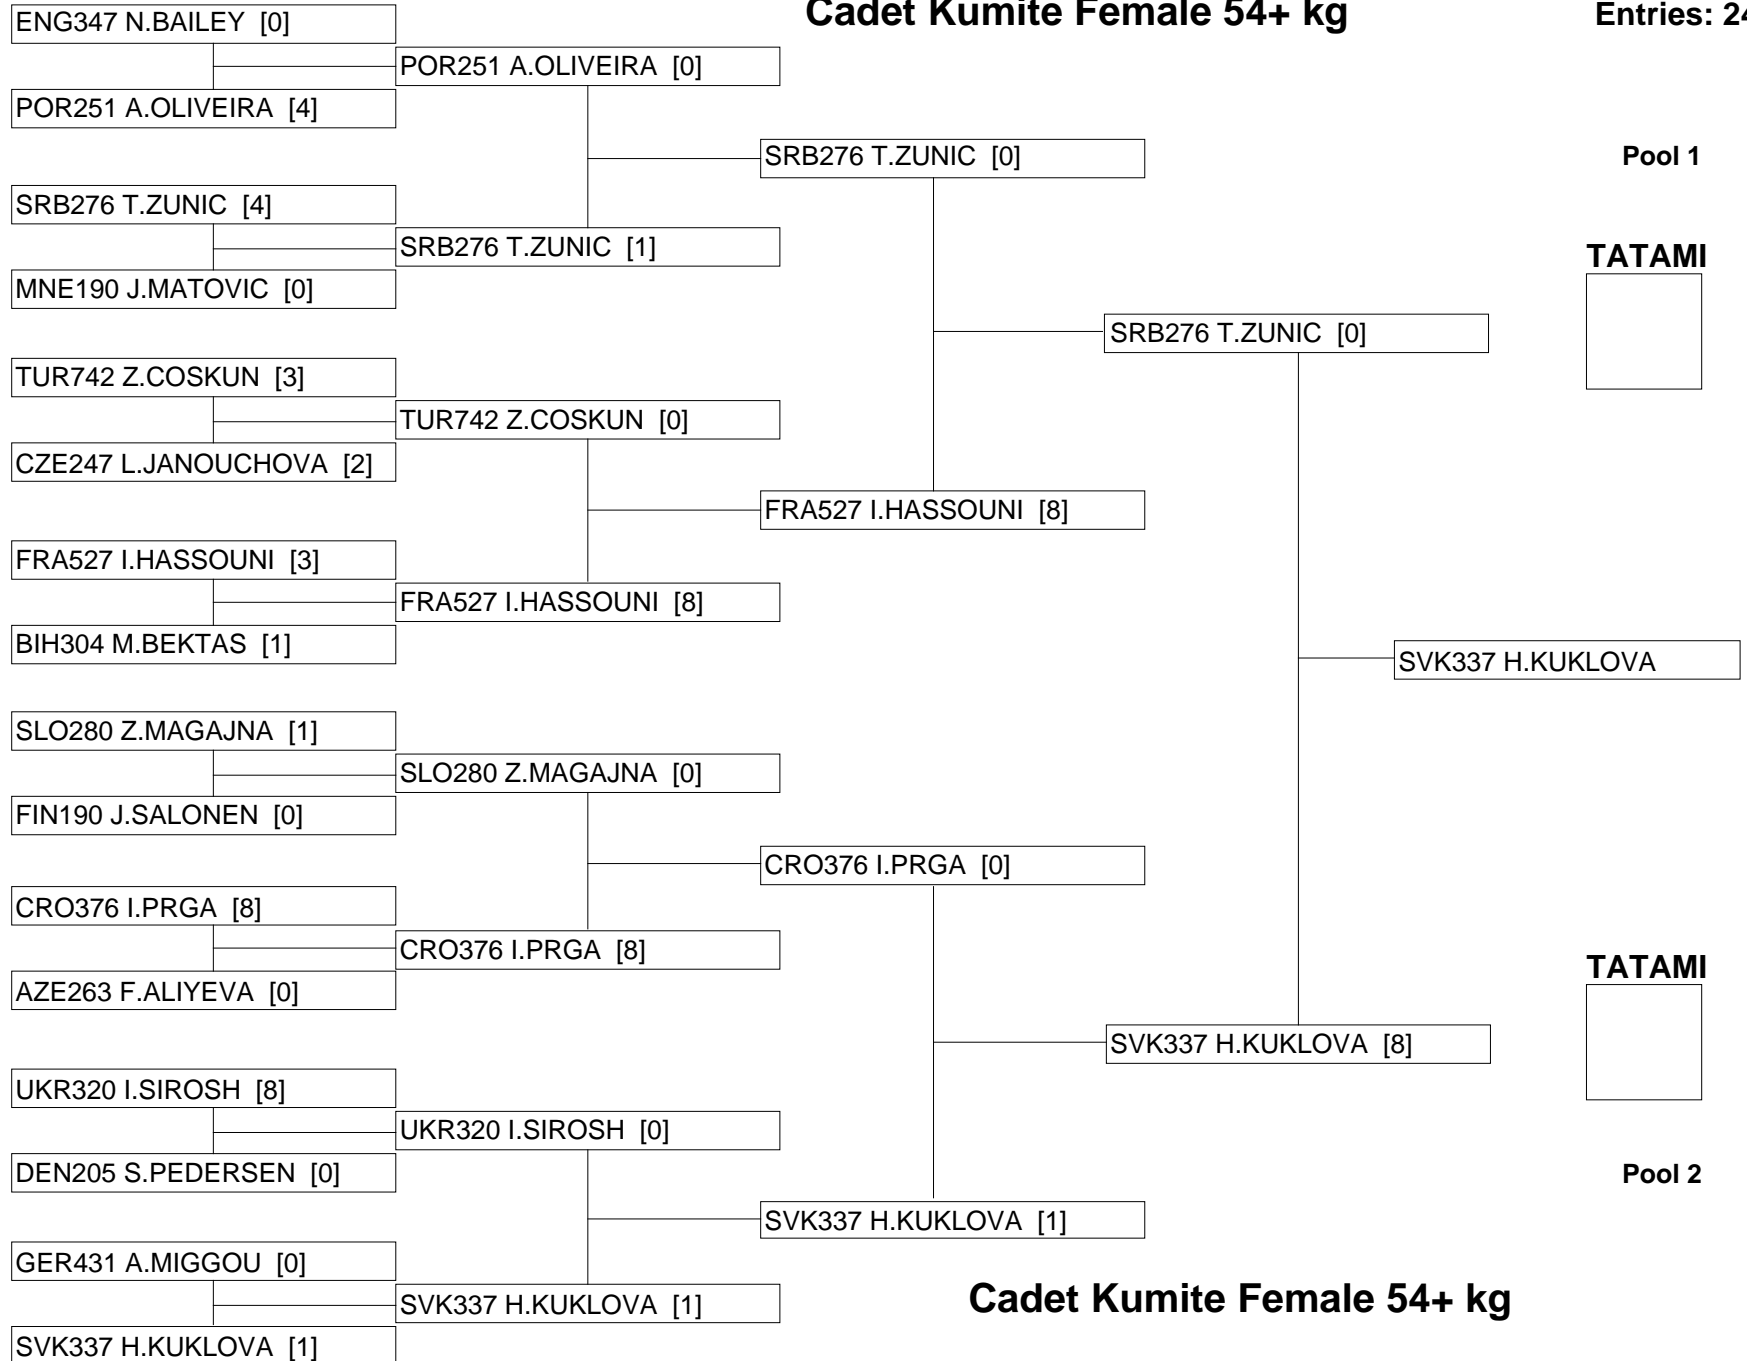 Cadet Kumite Female 54+ kg
Entries: 24
ENG347 N.BAILEY [0]
POR251 A.OLIVEIRA [4]
SRB276 T.ZUNIC [4]
MNE190 J.MATOVIC [0]
TUR742 Z.COSKUN [3]
CZE247 L.JANOUCHOVA [2]
FRA527 I.HASSOUNI [3]
BIH304 M.BEKTAS [1]
SLO280 Z.MAGAJNA [1]
FIN190 J.SALONEN [0]
CRO376 I.PRGA [8]
AZE263 F.ALIYEVA [0]
UKR320 I.SIROSH [8]
DEN205 S.PEDERSEN [0]
GER431 A.MIGGOU [0]
SVK337 H.KUKLOVA [1]
POR251 A.OLIVEIRA [0]
SRB276 T.ZUNIC [1]
TUR742 Z.COSKUN [0]
FRA527 I.HASSOUNI [8]
SLO280 Z.MAGAJNA [0]
CRO376 I.PRGA [8]
UKR320 I.SIROSH [0]
SVK337 H.KUKLOVA [1]
SRB276 T.ZUNIC [0]
FRA527 I.HASSOUNI [8]
CRO376 I.PRGA [0]
SVK337 H.KUKLOVA [1]
SRB276 T.ZUNIC [0]
SVK337 H.KUKLOVA [8]
SVK337 H.KUKLOVA
Pool 1
TATAMI
TATAMI
Pool 2
Cadet Kumite Female 54+ kg